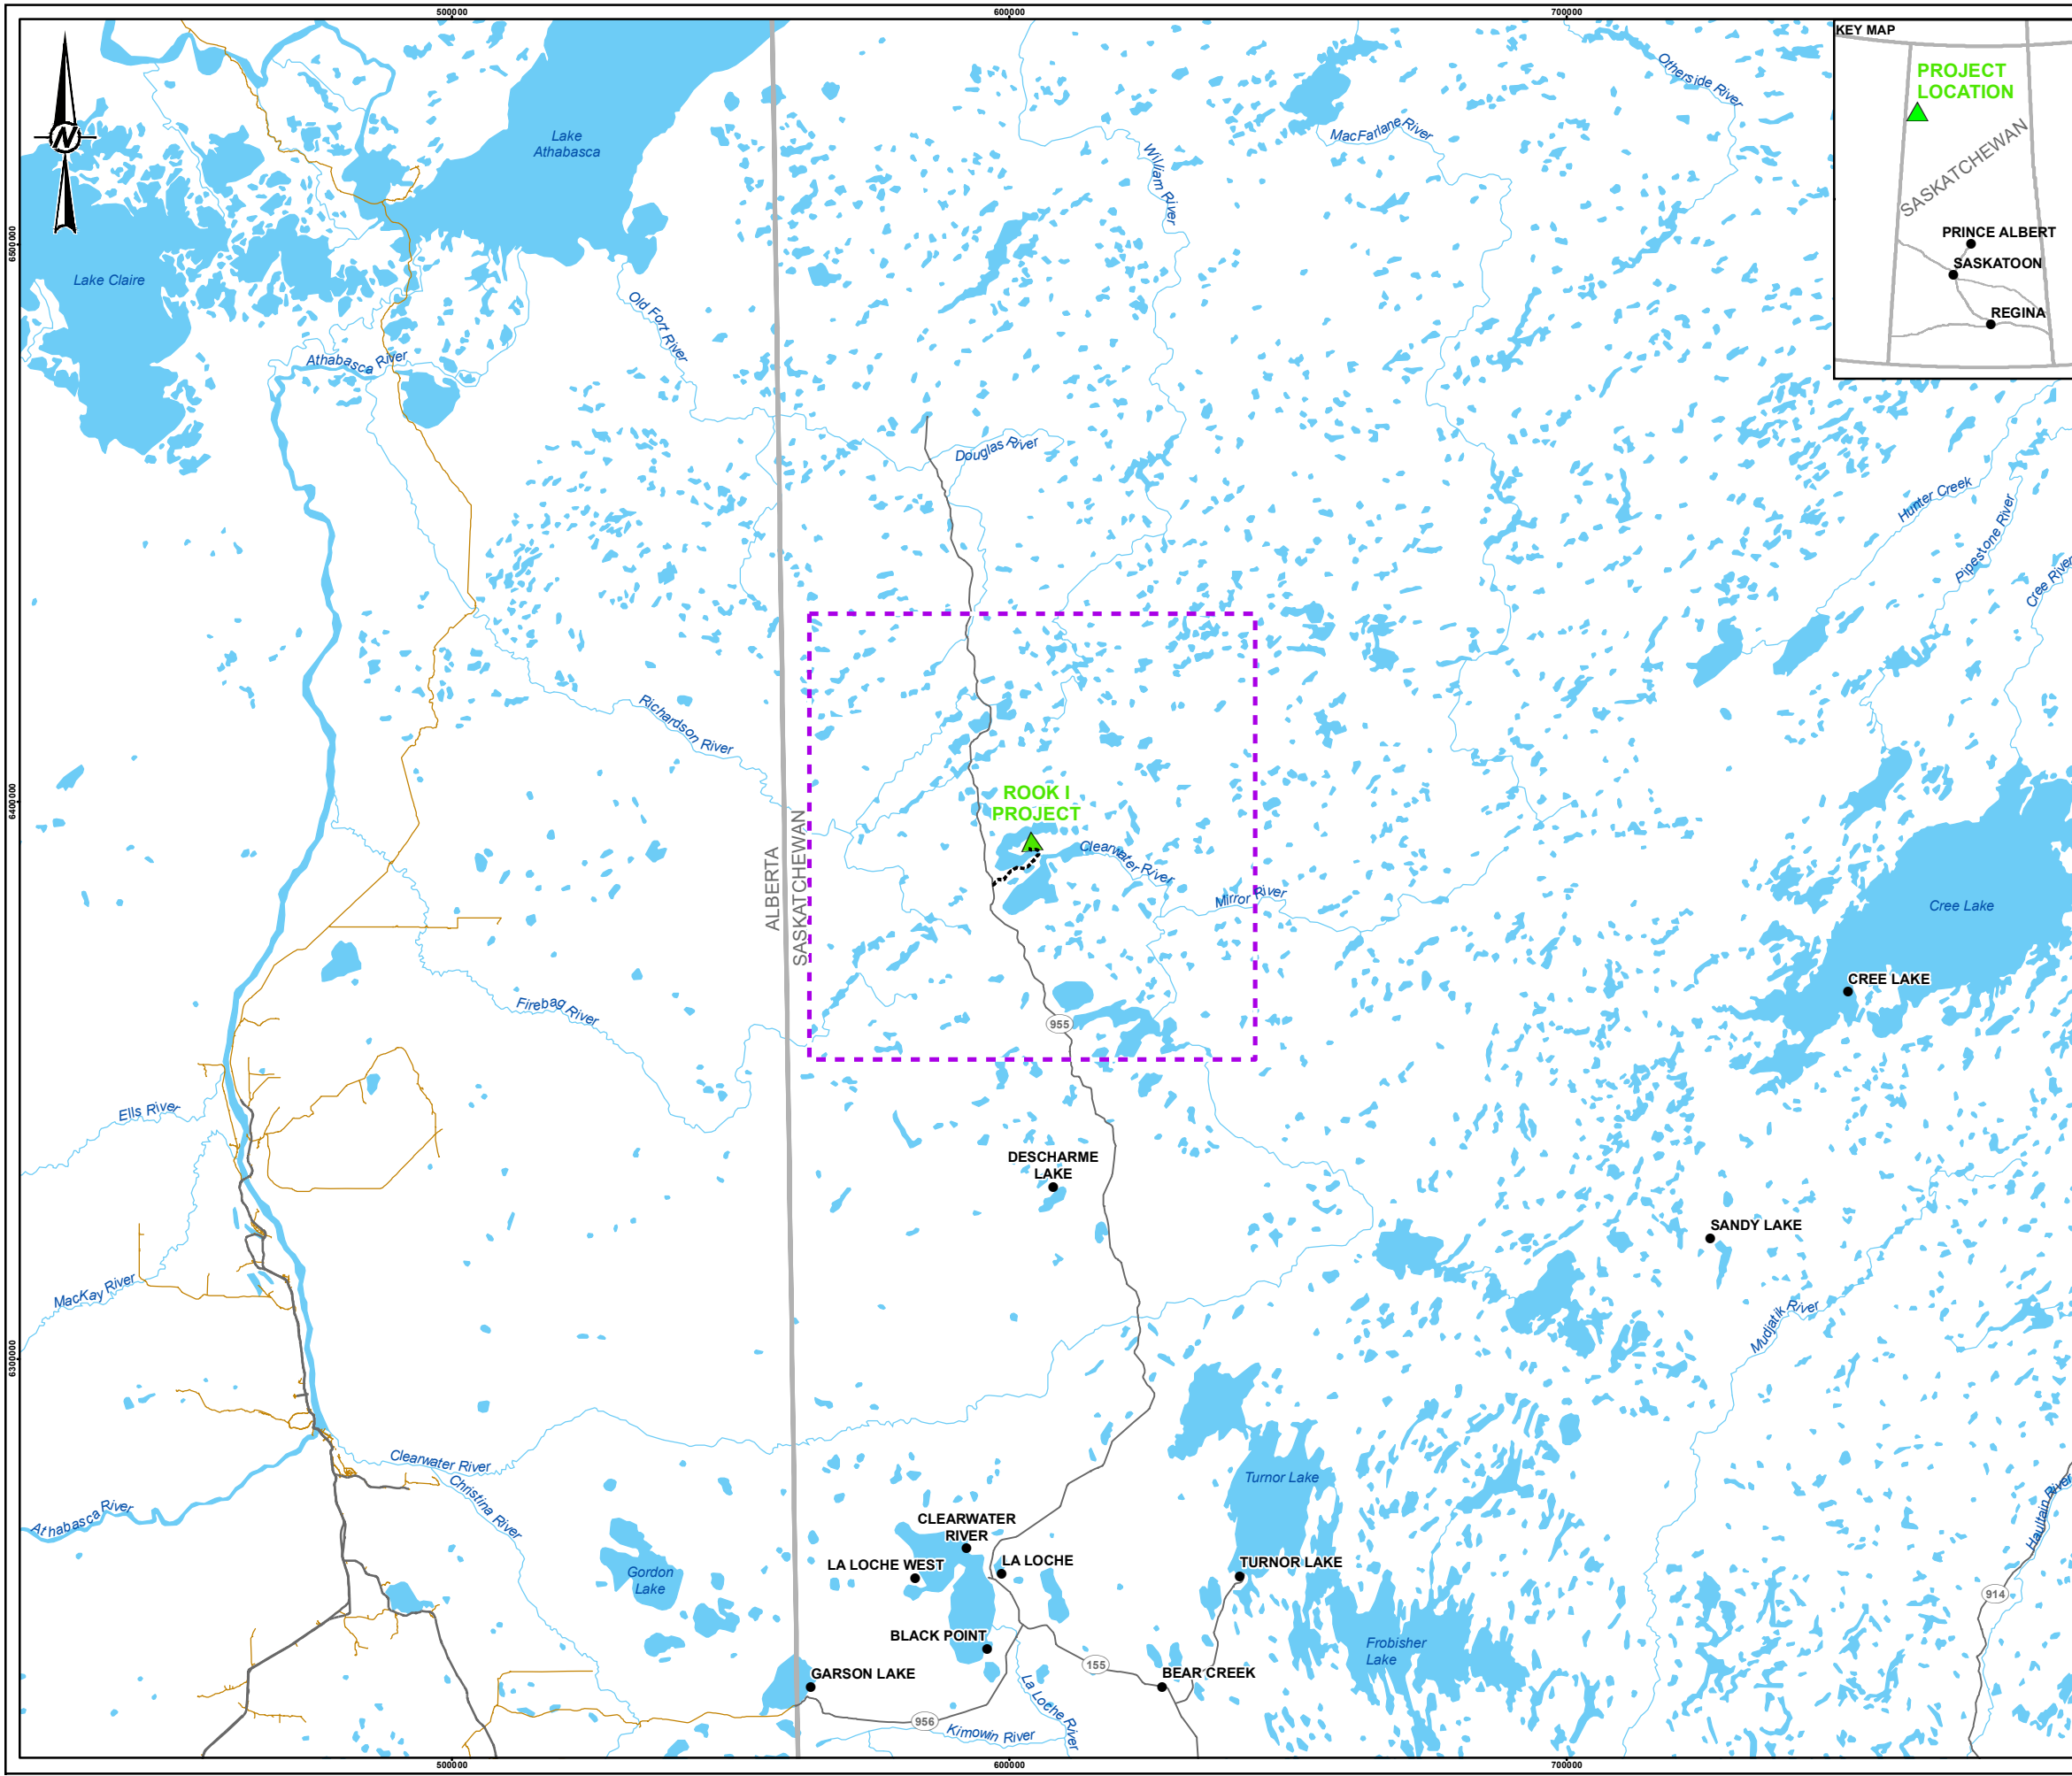 500000
600000
700000
KEY MAP
PROJECT
LOCATION
SASKATCHEWAN
PRINCE ALBERT
SASKATOON
REGINA
N
Otherside River
MacFarlane River
William River
Lake
Athabasca
6500000
Lake Claire
Old Fort River
Athabasca River
Douglas River
Hunter Creek
Pipestone River
Cree River
Richardson River
6400000
ROOK I
PROJECT
ALBERTA
SASKATCHEWAN
Clearwater River
Mirror River
Cree Lake
CREE LAKE
Firebag River
955
Ells River
DESCHARME
LAKE
SANDY LAKE
MacKay River
Mudjatik River
6300000
Clearwater River
Christina River
Turnor Lake
Athabasca River
Haultain River
CLEARWATER
RIVER
LA LOCHE WEST
LA LOCHE
TURNOR LAKE
Gordon
Lake
914
BLACK POINT
Frobisher
Lake
155
GARSON LAKE
BEAR CREEK
La Loche River
956
Kimowin River
500000
600000
700000